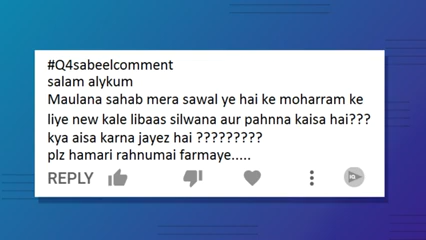 #Q4sabeelcomment
salam alykum
Maulana sahab mera sawal ye hai ke moharram ke
liye new kale libaas silwana aur pahnna kaisa hai???
kya aisa karna jayez hai ?????????
plz hamari rahnumai farmaye.....
REPLY